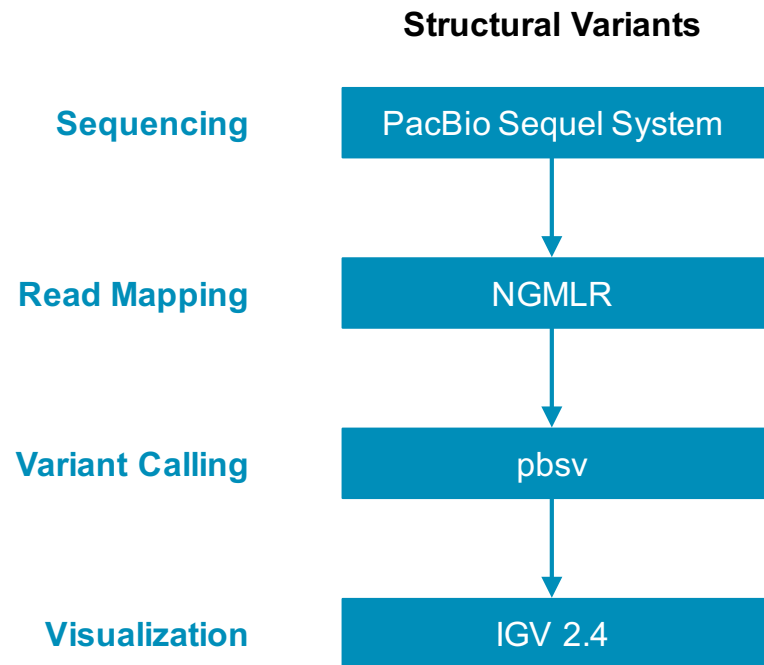 Structural Variants
Sequencing
PacBio Sequel System
Read Mapping
NGMLR
Variant Calling
pbsv
Visualization
IGV 2.4